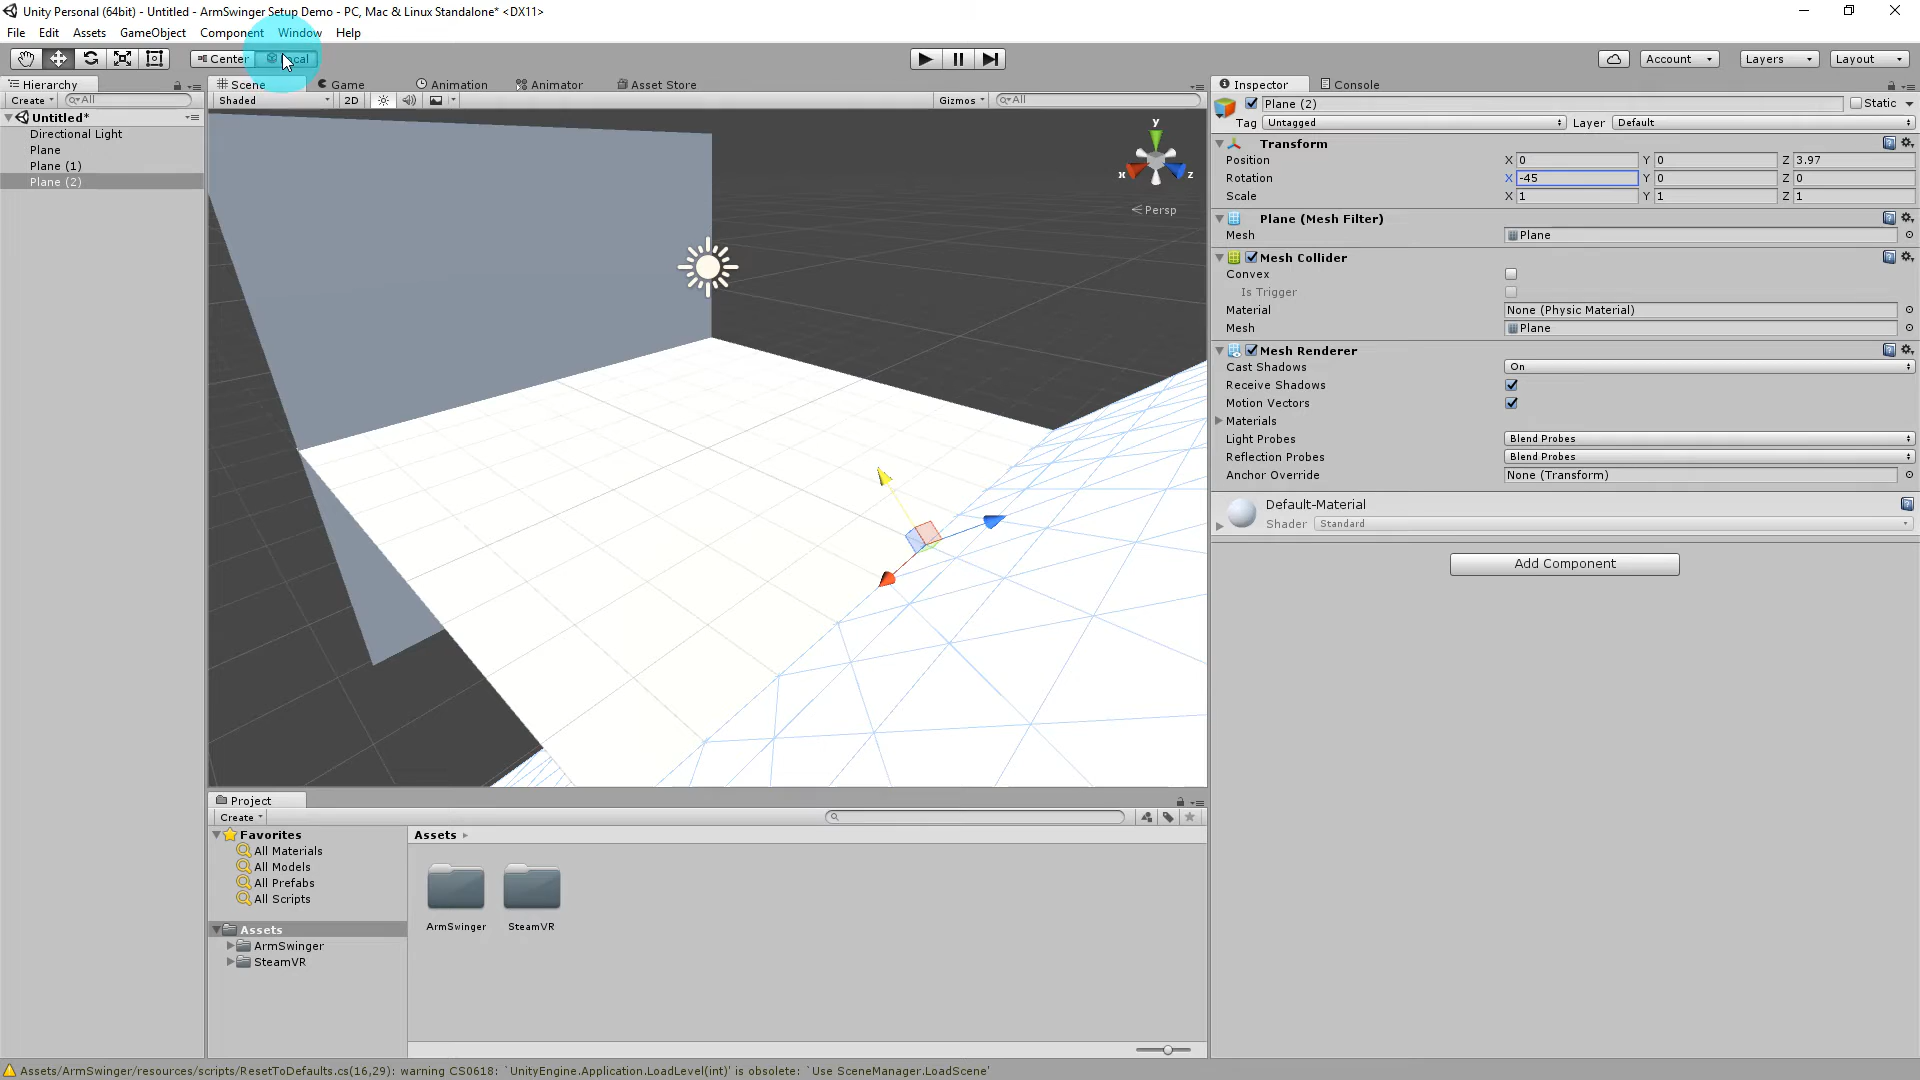 Unity Personal (64bit) - Untitled - ArmSwinger Setup Demo - PC, Mac & Linux Standalone* <DX11>
File Edit Assets GameObject Component Window Help
Center Local
Account Layers Layout
Hierarchy
Create All
Untitled*
Directional Light
Plane
Plane (1)
Plane (2)
Scene Game Animation Animator Asset Store
Shaded 2D Gizmos All
y
x z
Persp
Inspector Console
Plane (2) Static
Tag Untagged Layer Default
Transform
Position X 0 Y 0 Z 3.97
Rotation X -45 Y 0 Z 0
Scale X 1 Y 1 Z 1
Plane (Mesh Filter)
Mesh Plane
Mesh Collider
Convex
Is Trigger
Material None (Physic Material)
Mesh Plane
Mesh Renderer
Cast Shadows On
Receive Shadows
Motion Vectors
Materials
Light Probes Blend Probes
Reflection Probes Blend Probes
Anchor Override None (Transform)
Default-Material
Shader Standard
Add Component
Project
Create
Favorites
All Materials
All Models
All Prefabs
All Scripts
Assets
ArmSwinger
SteamVR
Assets
ArmSwinger SteamVR
Assets/ArmSwinger/resources/scripts/ResetToDefaults.cs(16,29): warning CS0618: `UnityEngine.Application.LoadLevel(int)' is obsolete: `Use SceneManager.LoadScene'